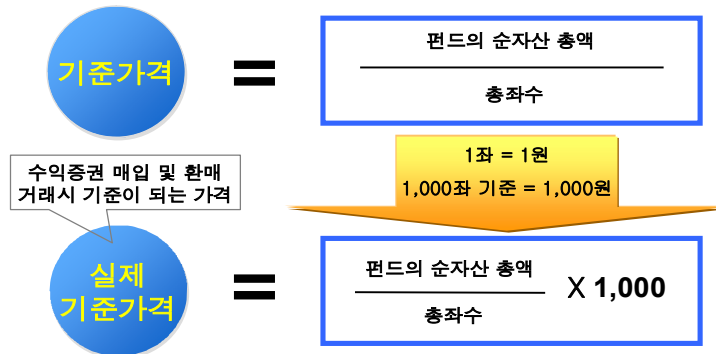 기준가격
=
펀드의 순자산 총액
총좌수
1좌 = 1원
1,000좌 기준 = 1,000원
수익증권 매입 및 환매
거래시 기준이 되는 가격
실제
기준가격
=
펀드의 순자산 총액
총좌수
X 1,000